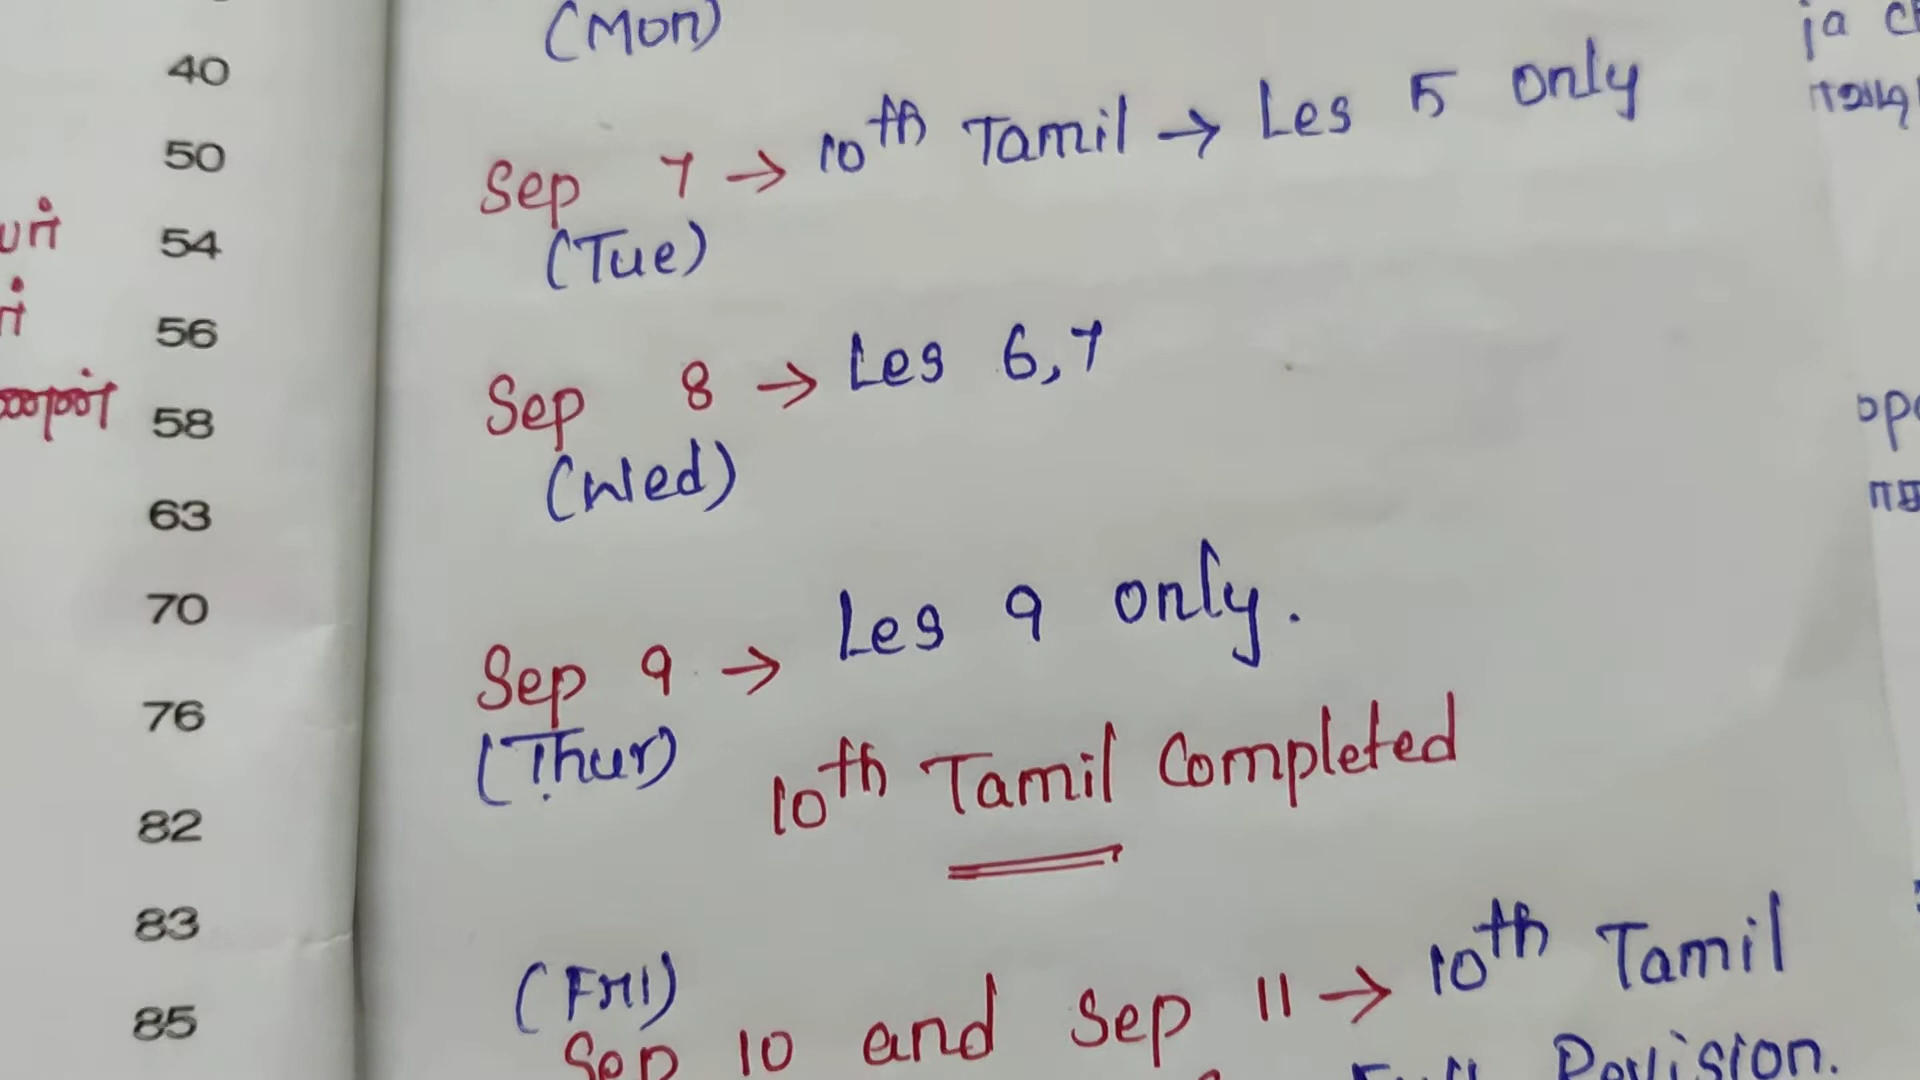 40
50
54
56
58
63
70
76
82
83
85
(Mon)
Sep 7 → 10th Tamil → Les 5 only
(Tue)
Sep 8 → Les 6,7
(Wed)
Sep 9 → Les 9 only.
(Thur)
10th Tamil Completed
(Fri)
Sep 10 and Sep 11 → 10th Tamil
Full Revision.